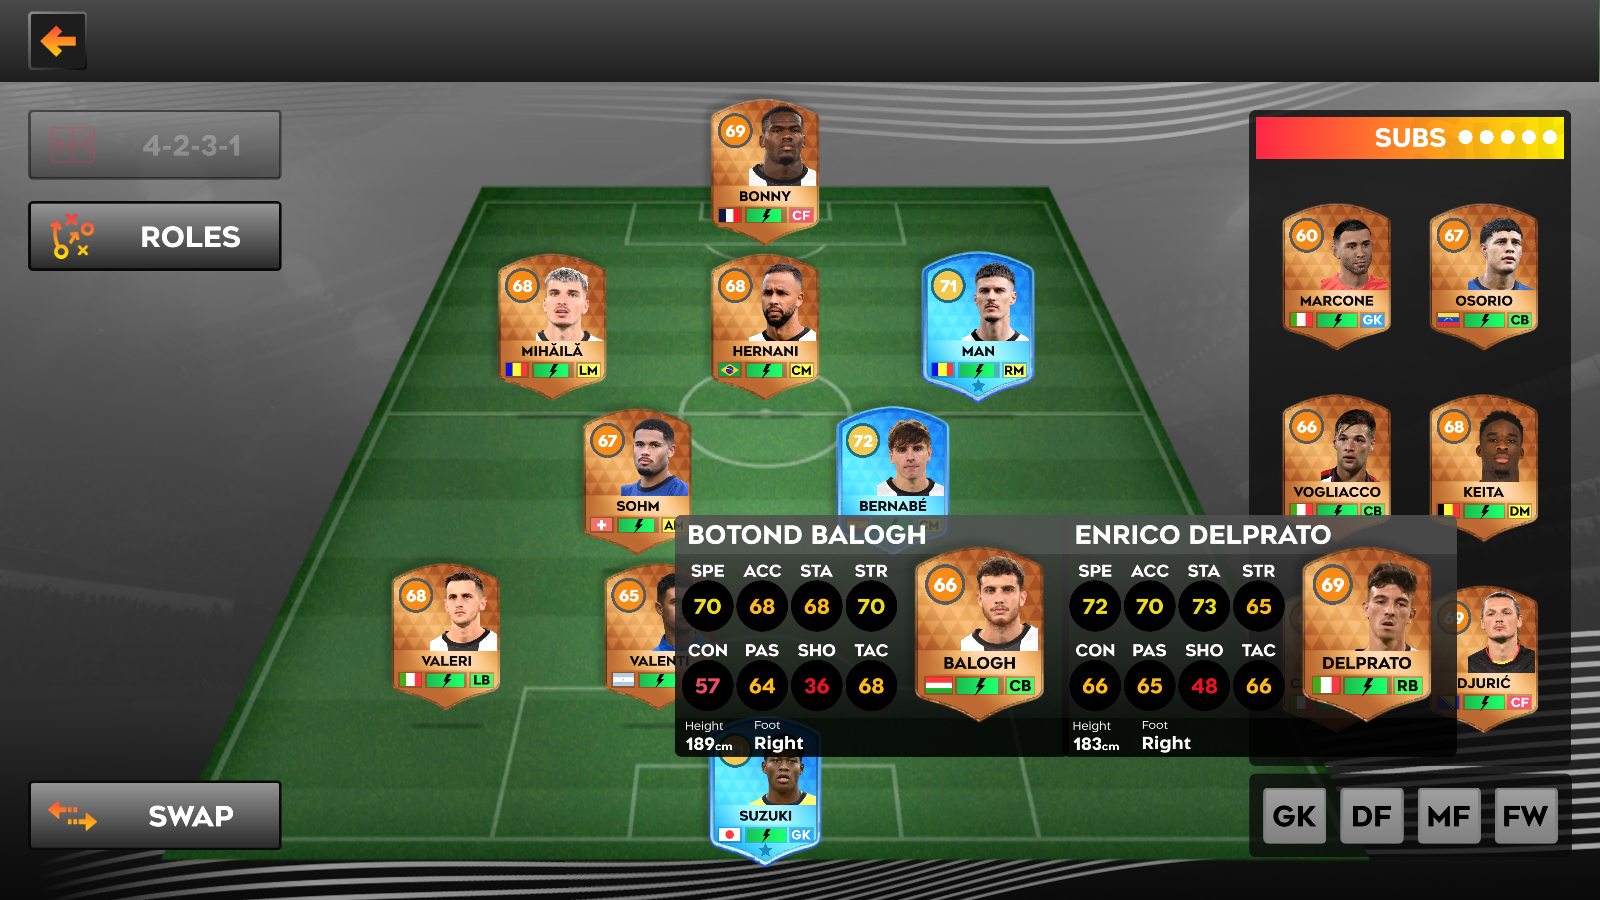 4-2-3-1
ROLES
SWAP
69
BONNY
CF
68
MIHĂILĂ
LM
68
HERNANI
CM
71
MAN
RM
67
SOHM
72
BERNABÉ
68
VALERI
LB
65
VALENTI
SUZUKI
GK
BOTOND BALOGH
SPE ACC STA STR
70 68 68 70
CON PAS SHO TAC
57 64 36 68
Height Foot
189cm Right
66
BALOGH
CB
ENRICO DELPRATO
SPE ACC STA STR
72 70 73 65
CON PAS SHO TAC
66 65 48 66
Height Foot
183cm Right
69
DELPRATO
RB
SUBS
60
MARCONE
GK
67
OSORIO
CB
66
VOGLIACCO
CB
68
KEITA
DM
DJURIĆ
CF
GK DF MF FW